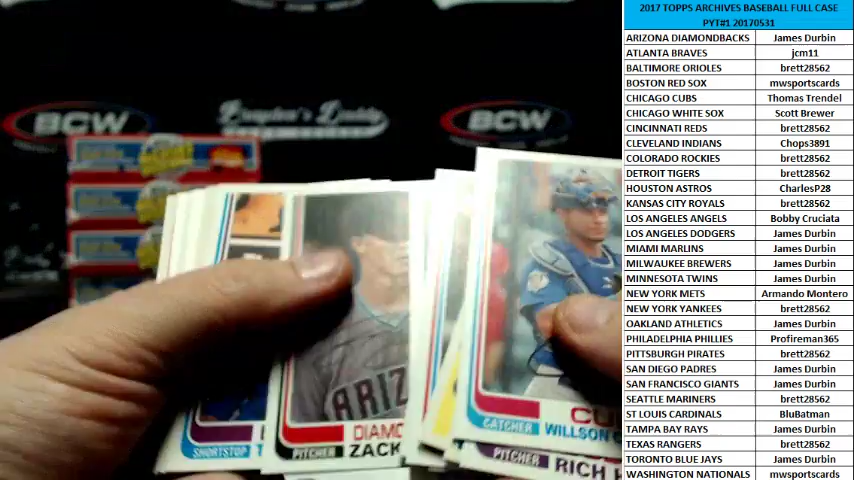 2017 TOPPS ARCHIVES BASEBALL FULL CASE
PYT#1 20170531
ARIZONA DIAMONDBACKS James Durbin
ATLANTA BRAVES jcm11
BALTIMORE ORIOLES brett28562
BOSTON RED SOX mwsportscards
CHICAGO CUBS Thomas Trendel
CHICAGO WHITE SOX Scott Brewer
CINCINNATI REDS brett28562
CLEVELAND INDIANS Chops3891
COLORADO ROCKIES brett28562
DETROIT TIGERS brett28562
HOUSTON ASTROS CharlesP28
KANSAS CITY ROYALS brett28562
LOS ANGELES ANGELS Bobby Cruciata
LOS ANGELES DODGERS James Durbin
MIAMI MARLINS James Durbin
MILWAUKEE BREWERS James Durbin
MINNESOTA TWINS James Durbin
NEW YORK METS Armando Montero
NEW YORK YANKEES brett28562
OAKLAND ATHLETICS James Durbin
PHILADELPHIA PHILLIES Profireman365
PITTSBURGH PIRATES brett28562
SAN DIEGO PADRES James Durbin
SAN FRANCISCO GIANTS James Durbin
SEATTLE MARINERS brett28562
ST LOUIS CARDINALS BluBatman
TAMPA BAY RAYS James Durbin
TEXAS RANGERS brett28562
TORONTO BLUE JAYS James Durbin
WASHINGTON NATIONALS mwsportscards
BCW
BCW
ARIZ
DIAMO
PITCHER ZACK
SHORTSTOP
CU
CATCHER WILLSON
PITCHER RICH